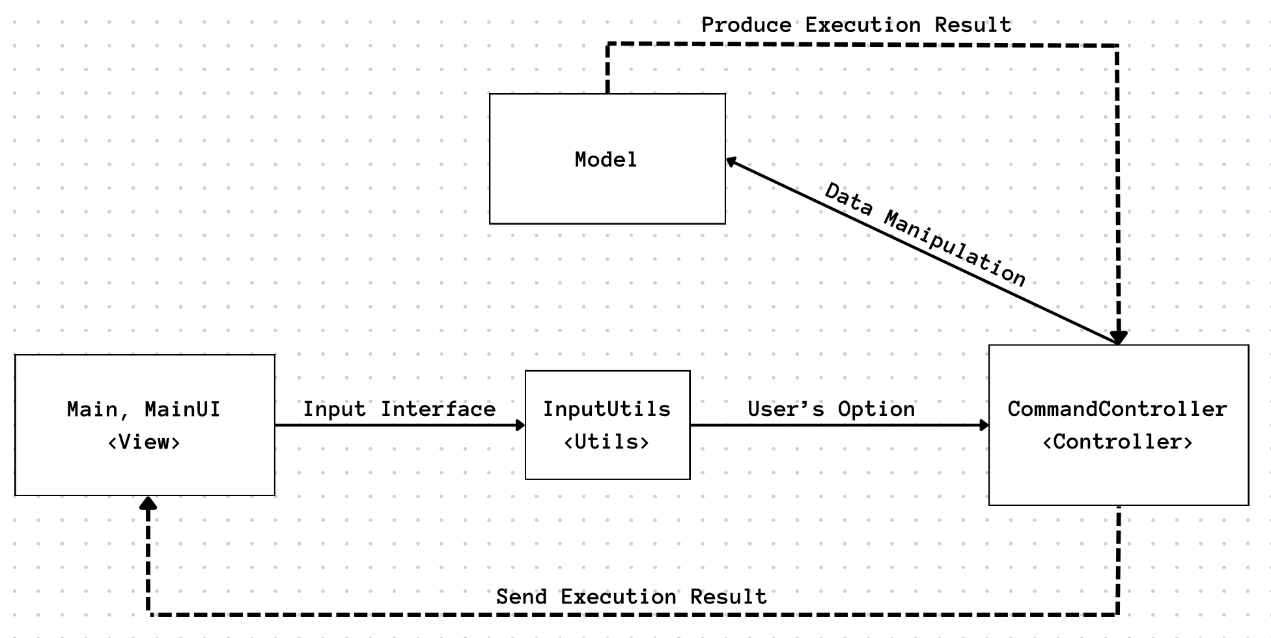 Produce Execution Result
Model
Data Manipulation
Main, MainUI
<View>
Input Interface
InputUtils
<Utils>
User’s Option
CommandController
<Controller>
Send Execution Result